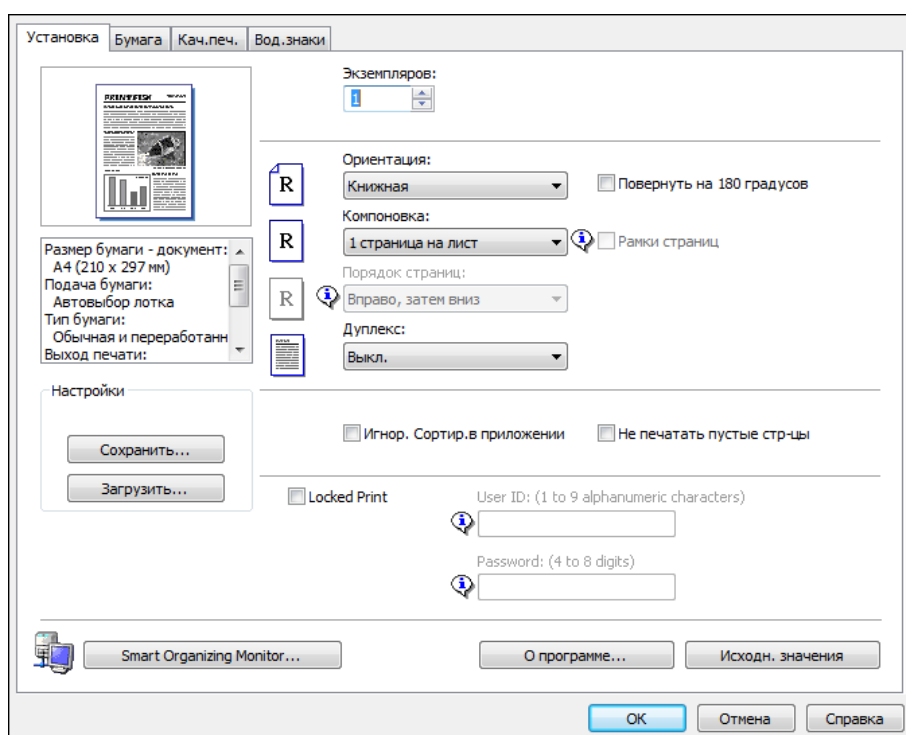 Установка Бумага Кач.печ. Вод.знаки
Экземпляров:
1
Ориентация:
R
Книжная
Повернуть на 180 градусов
Компоновка:
R
1 страница на лист
Рамки страниц
Порядок страниц:
R
Вправо, затем вниз
Дуплекс:
Выкл.
Размер бумаги - документ:
A4 (210 x 297 мм)
Подача бумаги:
Автовыбор лотка
Тип бумаги:
Обычная и переработанн
Выход печати:
Настройки
Сохранить...
Загрузить...
Игнор. Сортир.в приложении
Не печатать пустые стр-цы
Locked Print
User ID: (1 to 9 alphanumeric characters)
Password: (4 to 8 digits)
Smart Organizing Monitor...
О программе...
Исходн. значения
ОК
Отмена
Справка